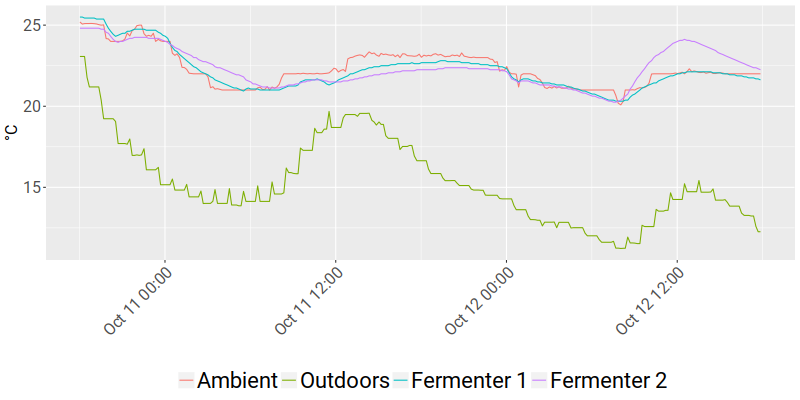 25
20
15
°C
Oct 11 00:00
Oct 11 12:00
Oct 12 00:00
Oct 12 12:00
Ambient Outdoors Fermenter 1 Fermenter 2